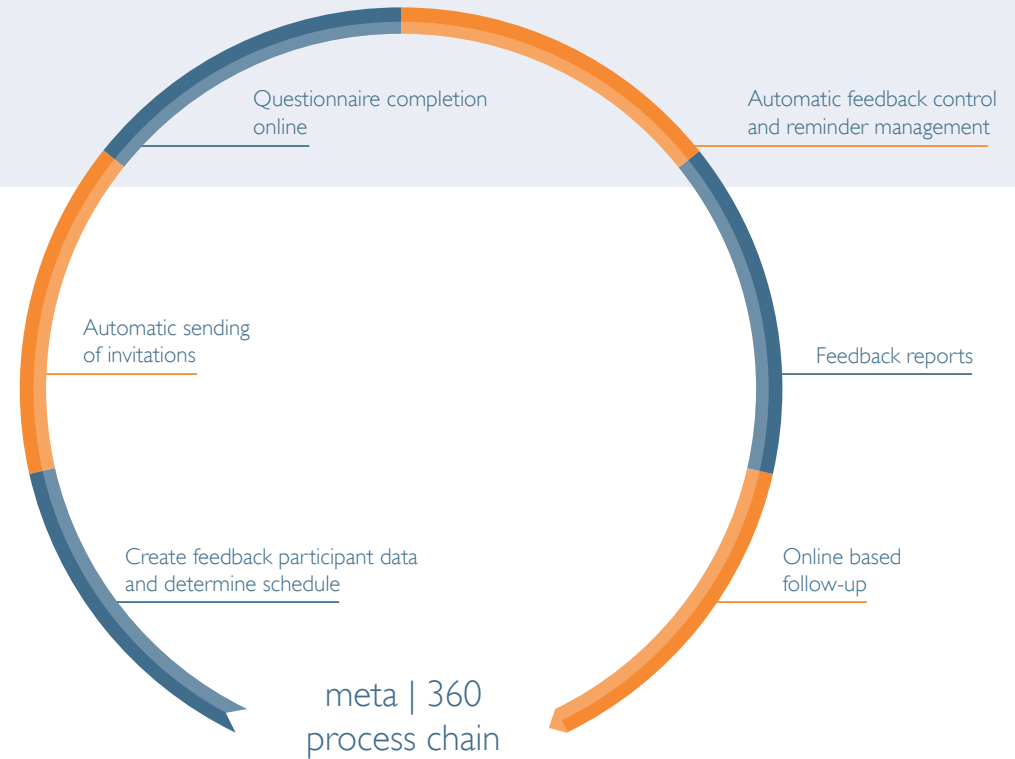 Questionnaire completion
online
Automatic feedback control
and reminder management
Automatic sending
of invitations
Feedback reports
Create feedback participant data
and determine schedule
Online based
follow-up
meta | 360
process chain